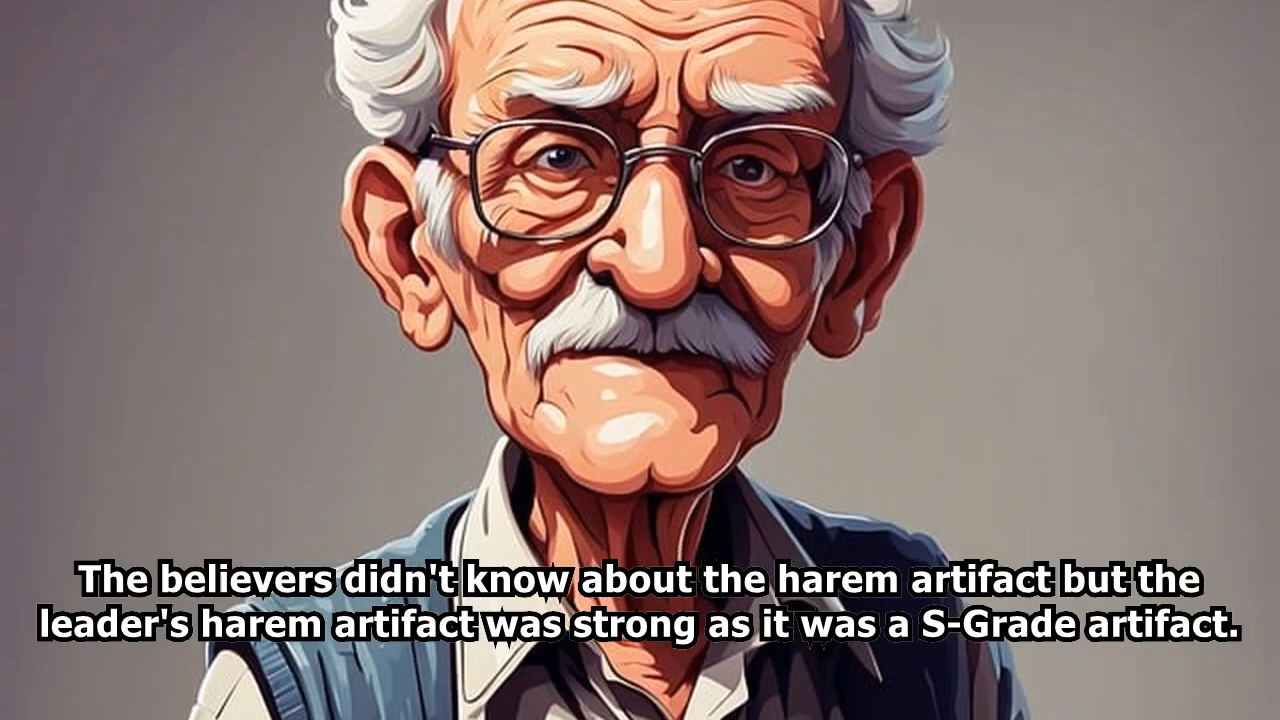 The believers didn't know about the harem artifact but the
leader's harem artifact was strong as it was a S-Grade artifact.